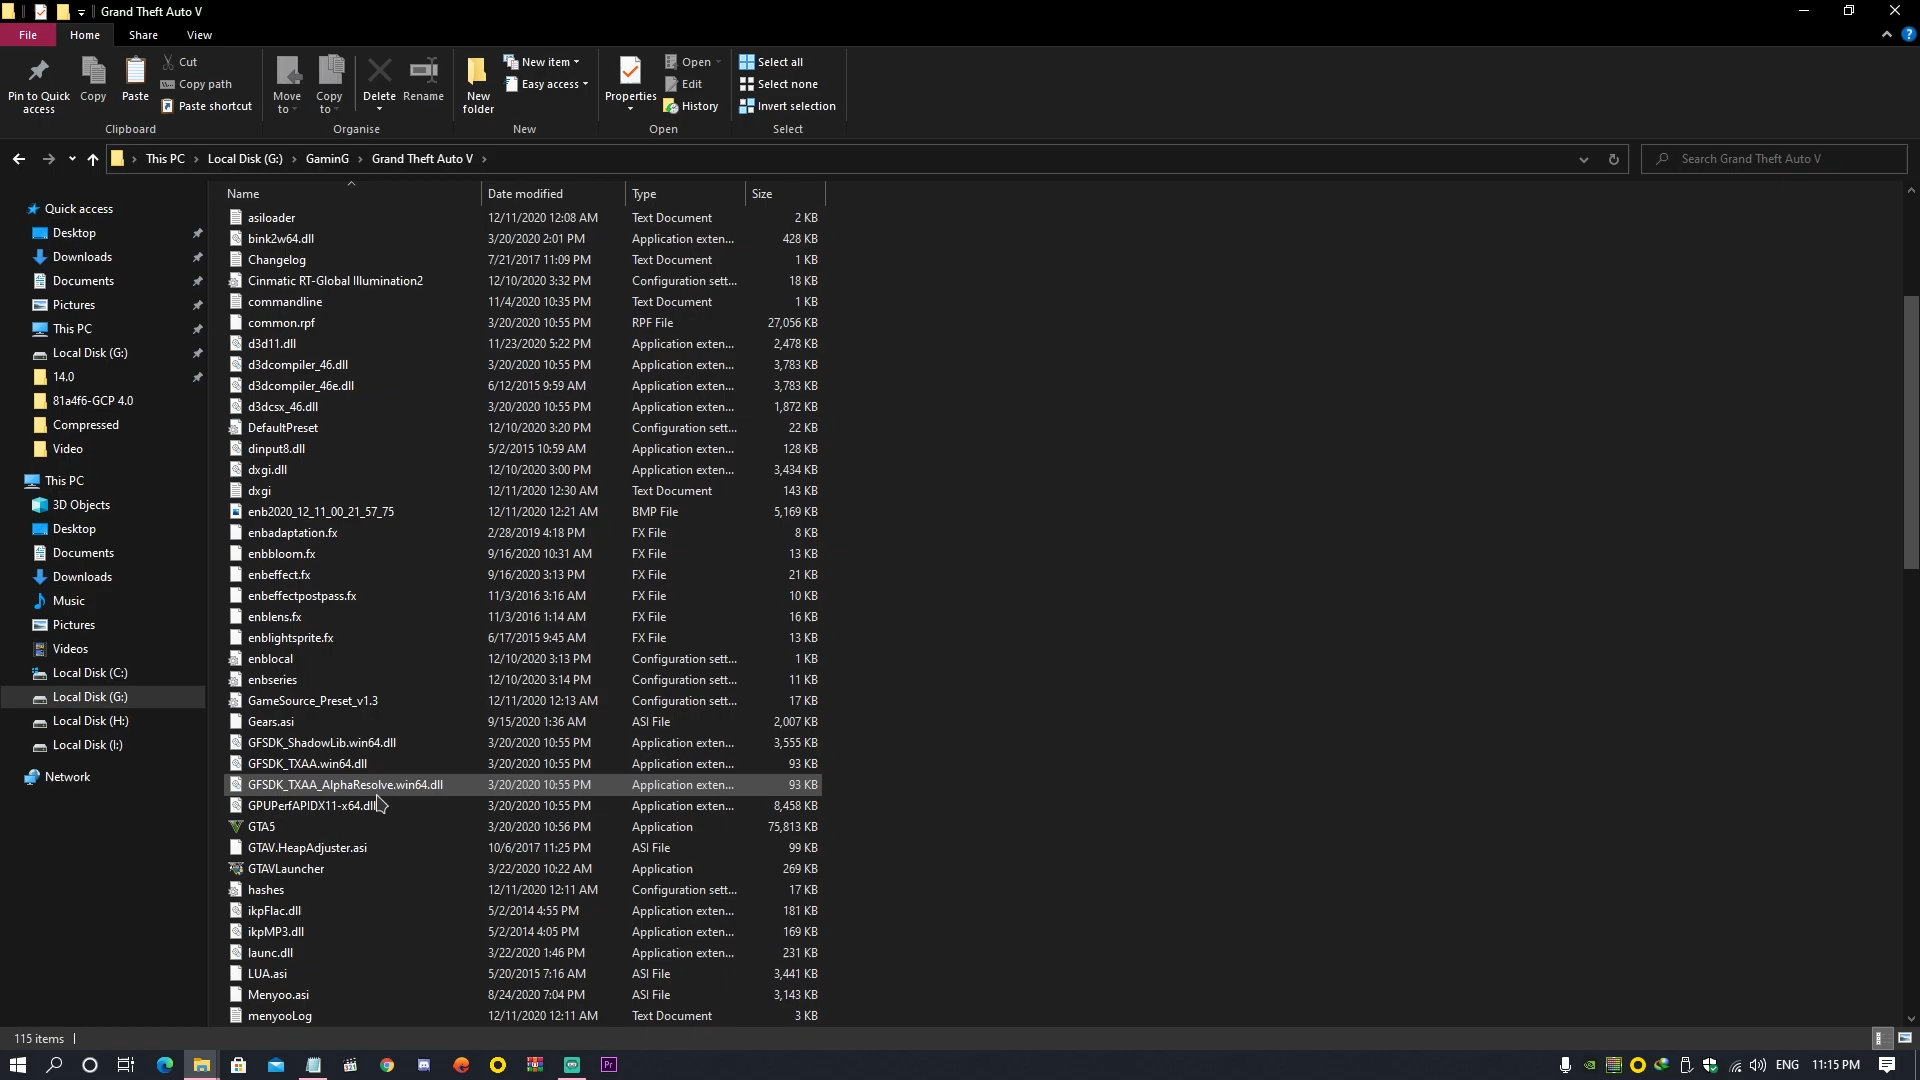 Grand Theft Auto V
File Home Share View
Pin to Quick access
Copy
Paste
Cut
Copy path
Paste shortcut
Clipboard
Move to
Copy to
Delete
Rename
Organise
New folder
New item
Easy access
New
Properties
Open
Edit
History
Open
Select all
Select none
Invert selection
Select
This PC › Local Disk (G:) › GaminG › Grand Theft Auto V ›
Search Grand Theft Auto V
Quick access
Desktop
Downloads
Documents
Pictures
This PC
Local Disk (G:)
14.0
81a4f6-GCP 4.0
Compressed
Video
This PC
3D Objects
Desktop
Documents
Downloads
Music
Pictures
Videos
Local Disk (C:)
Local Disk (G:)
Local Disk (H:)
Local Disk (I:)
Network
Name Date modified Type Size
asiloader 12/11/2020 12:08 AM Text Document 2 KB
bink2w64.dll 3/20/2020 2:01 PM Application exten... 428 KB
Changelog 7/21/2017 11:09 PM Text Document 1 KB
Cinmatic RT-Global Illumination2 12/10/2020 3:32 PM Configuration sett... 18 KB
commandline 11/4/2020 10:35 PM Text Document 1 KB
common.rpf 3/20/2020 10:55 PM RPF File 27,056 KB
d3d11.dll 11/23/2020 5:22 PM Application exten... 2,478 KB
d3dcompiler_46.dll 3/20/2020 10:55 PM Application exten... 3,783 KB
d3dcompiler_46e.dll 6/12/2015 9:59 AM Application exten... 3,783 KB
d3dcsx_46.dll 3/20/2020 10:55 PM Application exten... 1,872 KB
DefaultPreset 12/10/2020 3:20 PM Configuration sett... 22 KB
dinput8.dll 5/2/2015 10:59 AM Application exten... 128 KB
dxgi.dll 12/10/2020 3:00 PM Application exten... 3,434 KB
dxgi 12/11/2020 12:30 AM Text Document 143 KB
enb2020_12_11_00_21_57_75 12/11/2020 12:21 AM BMP File 5,169 KB
enbadaptation.fx 2/28/2019 4:18 PM FX File 8 KB
enbbloom.fx 9/16/2020 10:31 AM FX File 13 KB
enbeffect.fx 9/16/2020 3:13 PM FX File 21 KB
enbeffectpostpass.fx 11/3/2016 3:16 AM FX File 10 KB
enblens.fx 11/3/2016 1:14 AM FX File 16 KB
enblightsprite.fx 6/17/2015 9:45 AM FX File 13 KB
enblocal 12/10/2020 3:13 PM Configuration sett... 1 KB
enbseries 12/10/2020 3:14 PM Configuration sett... 11 KB
GameSource_Preset_v1.3 12/11/2020 12:13 AM Configuration sett... 17 KB
Gears.asi 9/15/2020 1:36 AM ASI File 2,007 KB
GFSDK_ShadowLib.win64.dll 3/20/2020 10:55 PM Application exten... 3,555 KB
GFSDK_TXAA.win64.dll 3/20/2020 10:55 PM Application exten... 93 KB
GFSDK_TXAA_AlphaResolve.win64.dll 3/20/2020 10:55 PM Application exten... 93 KB
GPUPerfAPIDX11-x64.dll 3/20/2020 10:55 PM Application exten... 8,458 KB
GTA5 3/20/2020 10:56 PM Application 75,813 KB
GTAV.HeapAdjuster.asi 10/6/2017 11:25 PM ASI File 99 KB
GTAVLauncher 3/22/2020 10:22 AM Application 269 KB
hashes 12/11/2020 12:11 AM Configuration sett... 17 KB
ikpFlac.dll 5/2/2014 4:55 PM Application exten... 181 KB
ikpMP3.dll 5/2/2014 4:05 PM Application exten... 169 KB
launc.dll 3/22/2020 1:46 PM Application exten... 231 KB
LUA.asi 5/20/2015 7:16 AM ASI File 3,441 KB
Menyoo.asi 8/24/2020 7:04 PM ASI File 3,143 KB
menyooLog 12/11/2020 12:11 AM Text Document 3 KB
115 items
Pr
ENG 11:15 PM